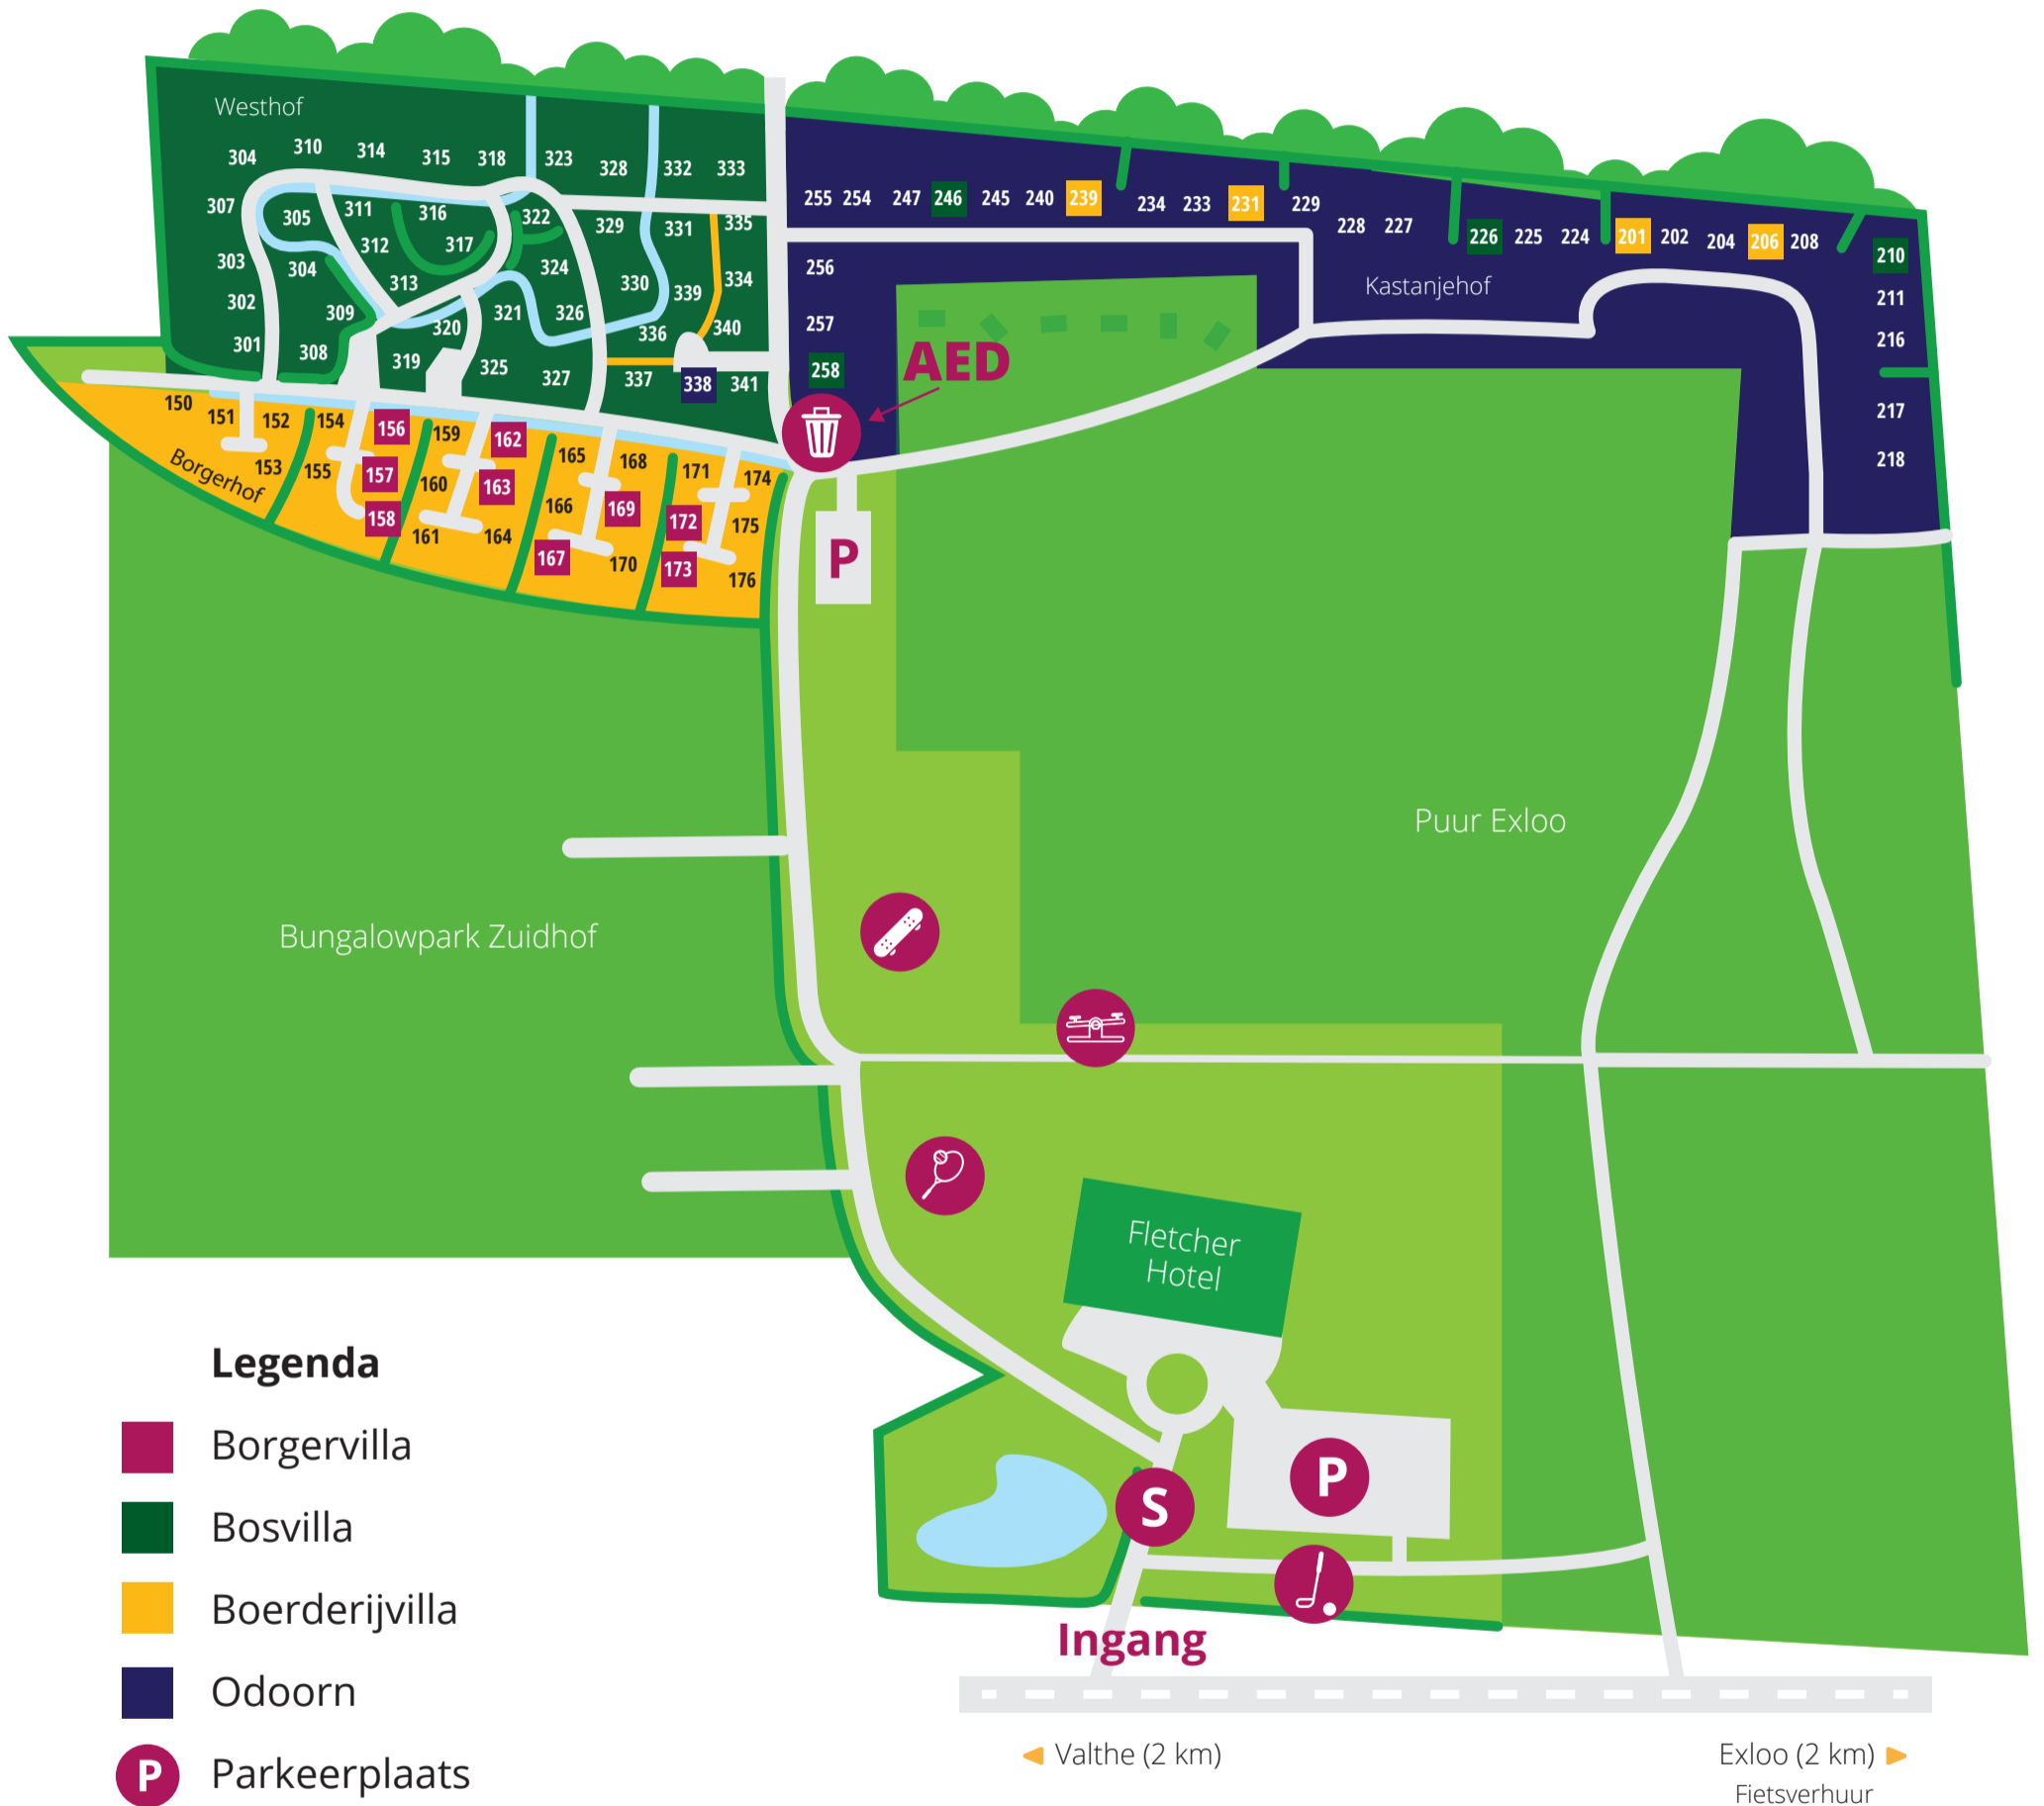 Westhof
304 310 314 315 318 323 328 332 333
307 305 311 316 322 329 331 335
312 317
303 304 313 324 330 339 334
302 309 320 321 326 336 340
301 308 319 325 327 337 338 341
255 254 247 246 245 240 239 234 233 231 229
228 227 226 225 224 201 202 204 206 208 210
256
257
258
211
216
217
218
Kastanjehof
AED
150 151 152 154 156 159 162 165 168 171 174
153 155 157 160 163 166 169 172 175
158 161 164 167 170 173 176
Borgerhof
P
Puur Exloo
Bungalowpark Zuidhof
Fletcher
Hotel
P
S
Ingang
Legenda
Borgervilla
Bosvilla
Boerderijvilla
Odoorn
P Parkeerplaats
Valthe (2 km)
Exloo (2 km)
Fietsverhuur